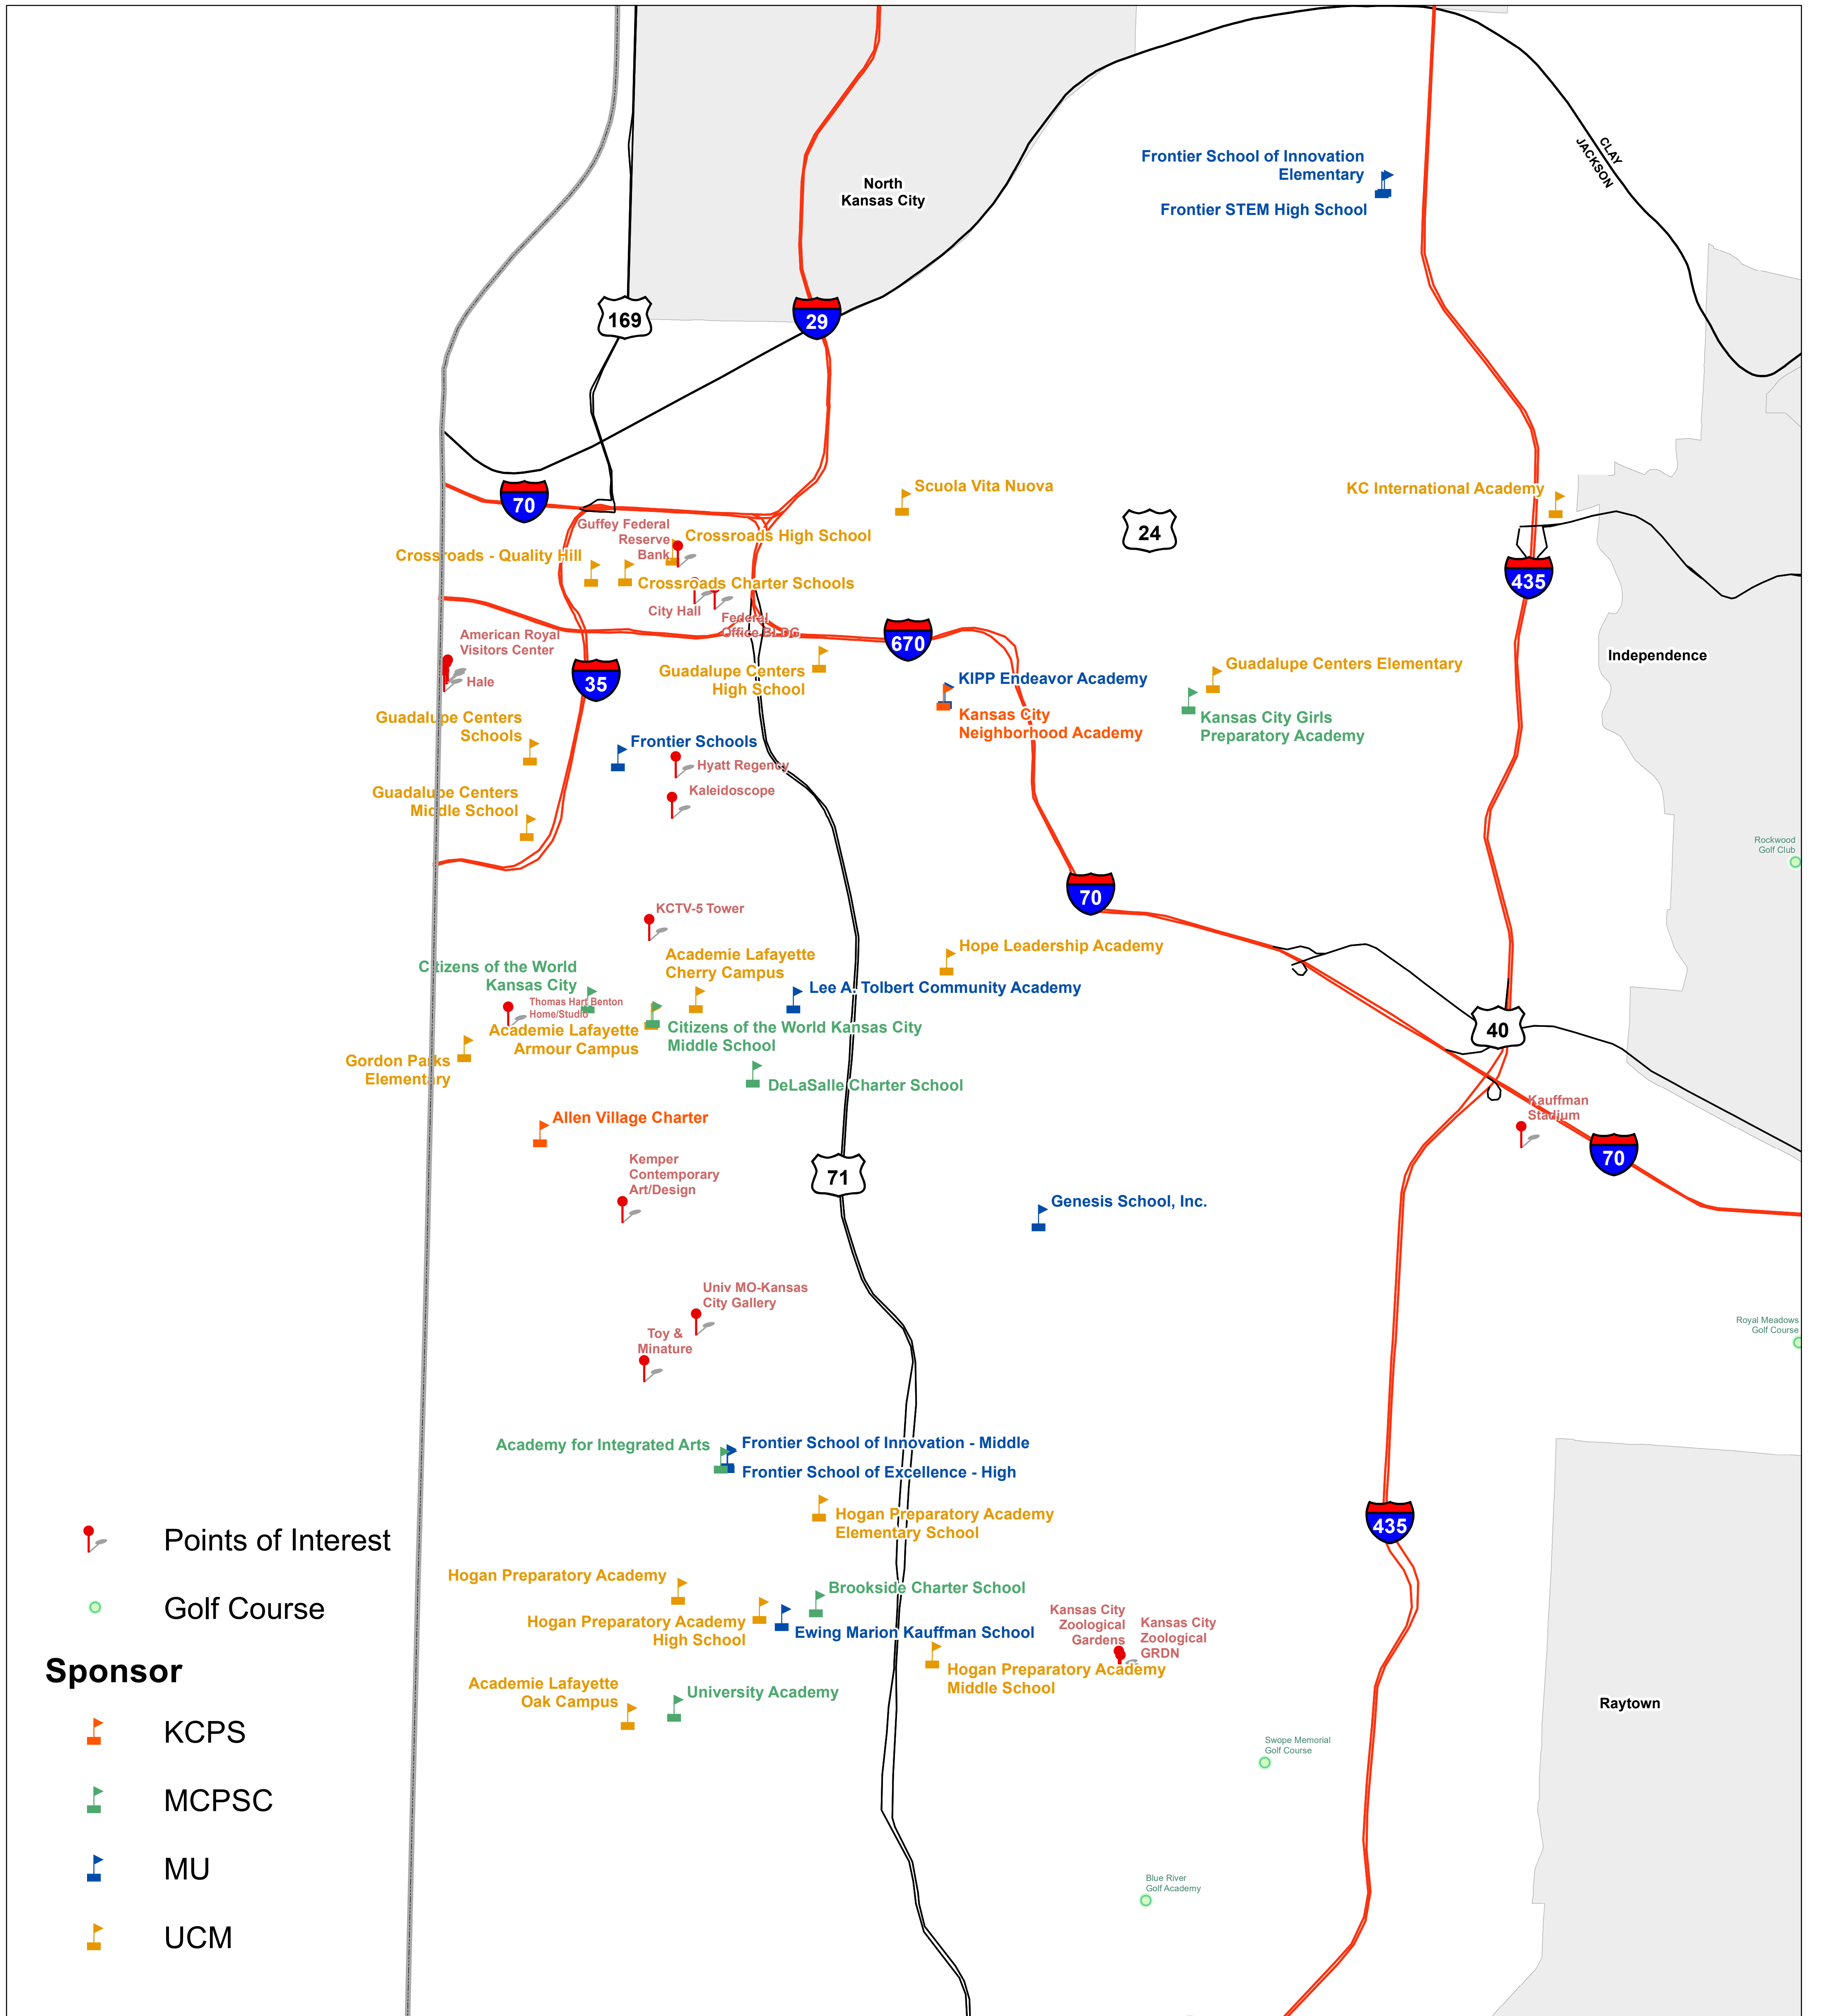 CLAY
JACKSON
Frontier School of Innovation
Elementary
Frontier STEM High School
North
Kansas City
169
29
70
Scuola Vita Nuova
KC International Academy
24
Guffey Federal
Reserve
Bank
Crossroads High School
Crossroads - Quality Hill
Crossroads Charter Schools
435
City Hall
Federal
Office BLDG
670
American Royal
Visitors Center
Hale
35
Guadalupe Centers
High School
Independence
Guadalupe Centers Elementary
KIPP Endeavor Academy
Kansas City
Neighborhood Academy
Kansas City Girls
Preparatory Academy
Guadalupe Centers
Schools
Frontier Schools
Hyatt Regency
Kaleidoscope
Guadalupe Centers
Middle School
Rockwood
Golf Club
70
KCTV-5 Tower
Academie Lafayette
Cherry Campus
Hope Leadership Academy
Citizens of the World
Kansas City
Lee A. Tolbert Community Academy
Thomas Hart Benton
Home/Studio
Academie Lafayette
Armour Campus
Citizens of the World Kansas City
Middle School
40
Gordon Parks
Elementary
DeLaSalle Charter School
Kauffman
Stadium
Allen Village Charter
70
Kemper
Contemporary
Art/Design
71
Genesis School, Inc.
Univ MO-Kansas
City Gallery
Toy &
Minature
Royal Meadows
Golf Course
Academy for Integrated Arts
Frontier School of Innovation - Middle
Frontier School of Excellence - High
Hogan Preparatory Academy
Elementary School
435
Hogan Preparatory Academy
Brookside Charter School
Hogan Preparatory Academy
High School
Ewing Marion Kauffman School
Kansas City
Zoological
Gardens
Kansas City
Zoological
GRDN
Hogan Preparatory Academy
Middle School
Academie Lafayette
Oak Campus
University Academy
Raytown
Swope Memorial
Golf Course
Blue River
Golf Academy
Points of Interest
Golf Course
Sponsor
KCPS
MCPSC
MU
UCM